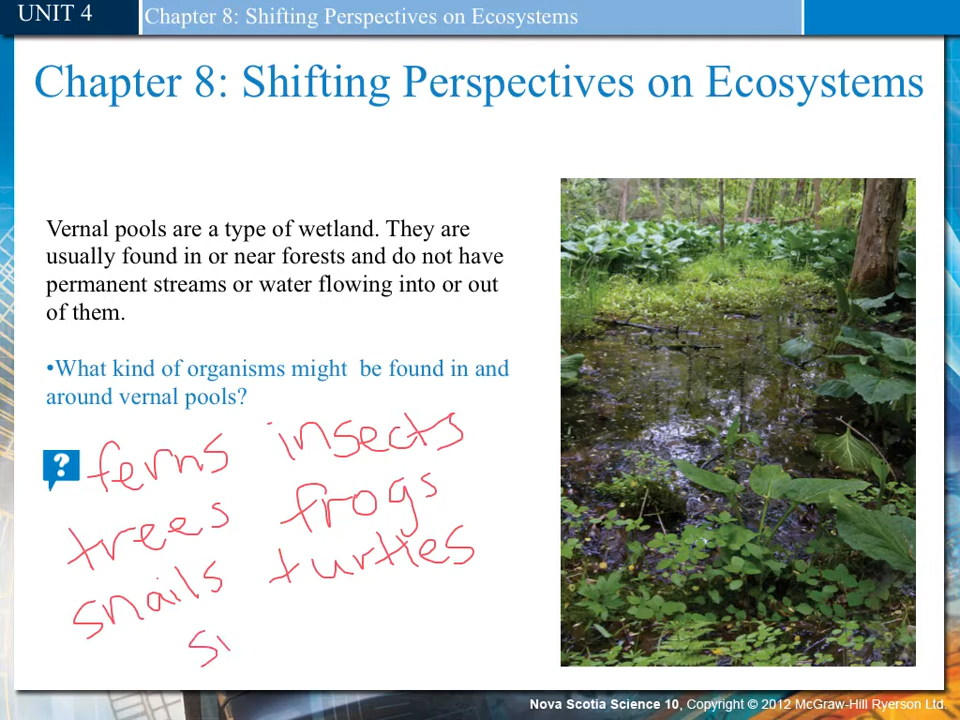 UNIT 4
Chapter 8: Shifting Perspectives on Ecosystems
Chapter 8: Shifting Perspectives on Ecosystems
Vernal pools are a type of wetland. They are
usually found in or near forests and do not have
permanent streams or water flowing into or out
of them.
•What kind of organisms might be found in and
around vernal pools?
?
ferns insects
trees frogs
snails turtles
Nova Scotia Science 10, Copyright © 2012 McGraw-Hill Ryerson Ltd.